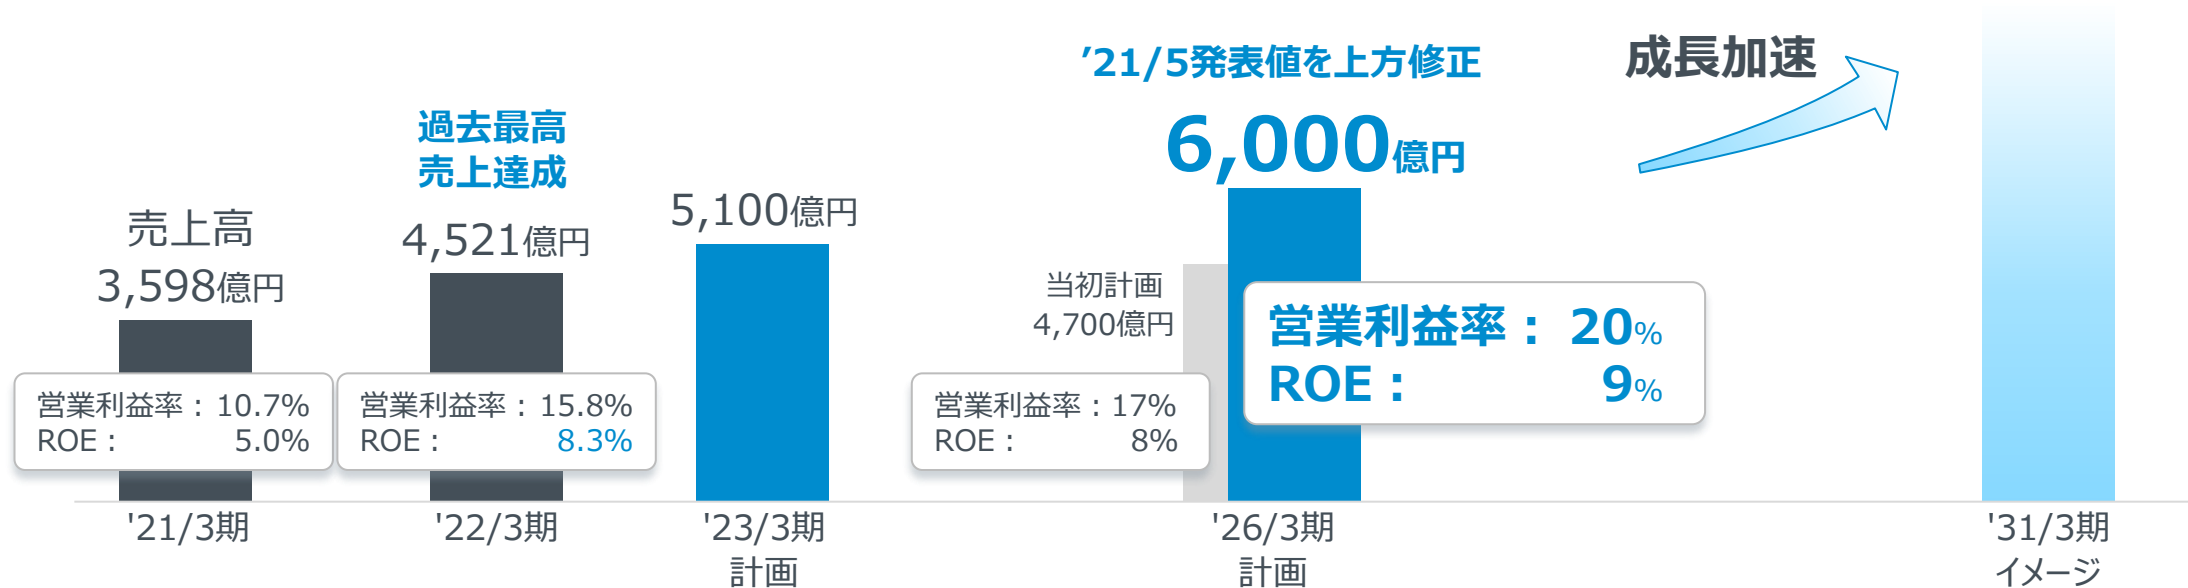 売上高
3,598億円
営業利益率：10.7%
ROE： 5.0%
'21/3期
過去最高
売上達成
4,521億円
営業利益率：15.8%
ROE： 8.3%
'22/3期
5,100億円
'23/3期
計画
’21/5発表値を上方修正
6,000億円
当初計画
4,700億円
営業利益率：17%
ROE： 8%
営業利益率： 20%
ROE： 9%
'26/3期
計画
成長加速
'31/3期
イメージ